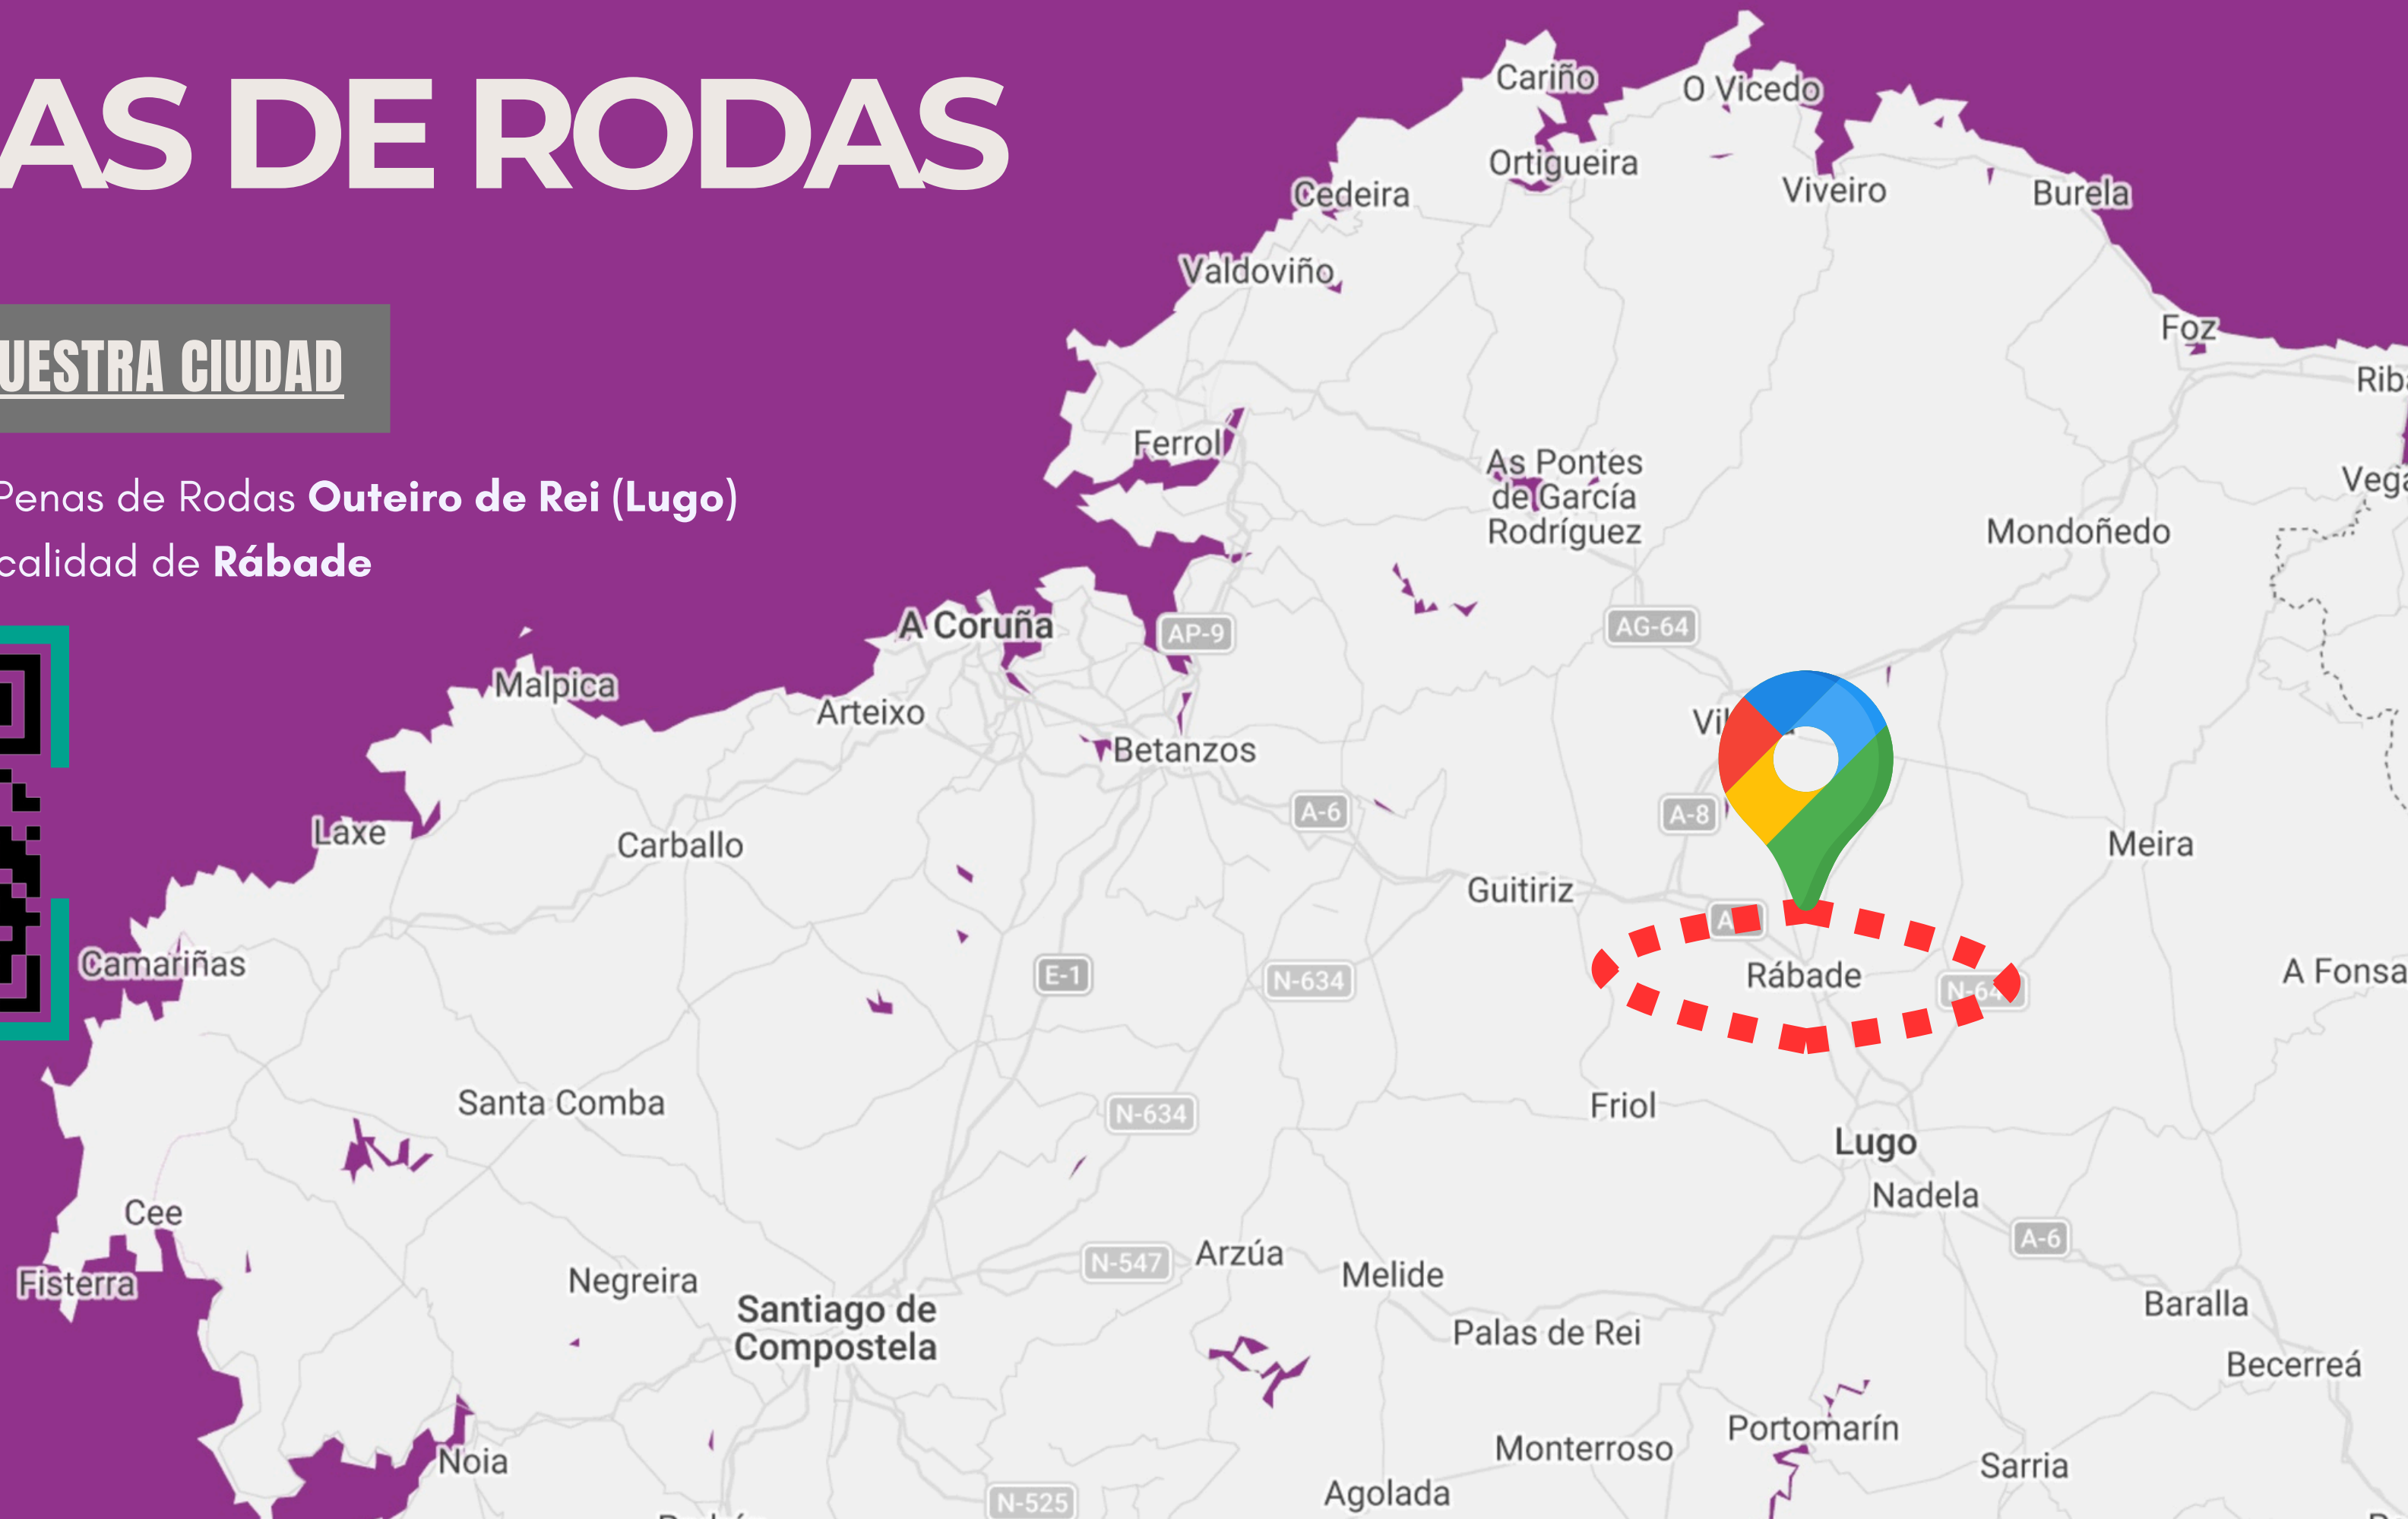 AS DE RODAS
UESTRA CIUDAD
Penas de Rodas Outeiro de Rei (Lugo)
calidad de Rábade
Cariño
O Vicedo
Ortigueira
Cedeira
Viveiro
Burela
Valdoviño
Foz
Riba
Ferrol
As Pontes
de García
Rodríguez
Vega
Mondoñedo
A Coruña
AP-9
AG-64
Malpica
Arteixo
Vil
Betanzos
A-6
A-8
Laxe
Carballo
Meira
Guitiriz
A
Camariñas
E-1
N-634
Rábade
N-64
A Fonsa
Santa Comba
N-634
Friol
Lugo
Nadela
Cee
A-6
Fisterra
Negreira
N-547
Arzúa
Melide
Santiago de
Compostela
Palas de Rei
Baralla
Becerreá
Portomarín
Noia
Monterroso
Sarria
N-525
Agolada